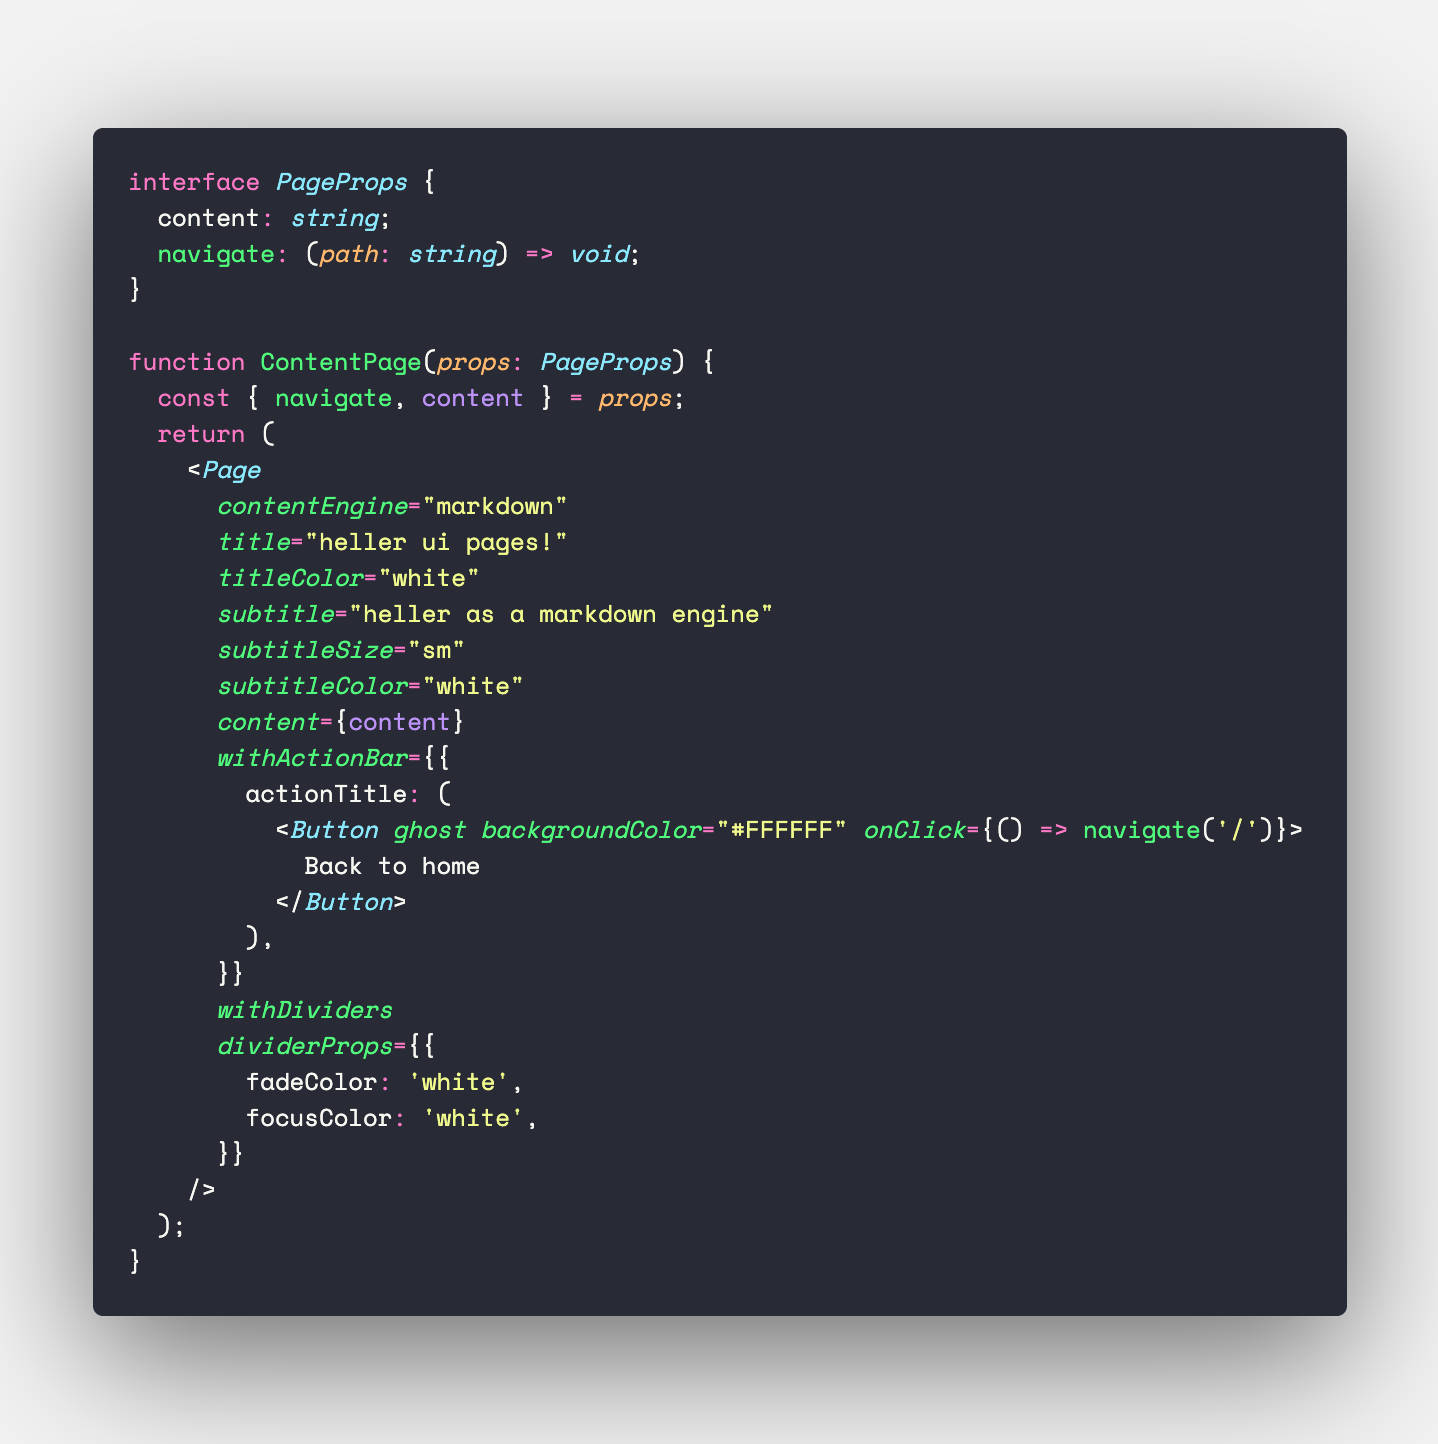 interface PageProps {
  content: string;
  navigate: (path: string) => void;
}

function ContentPage(props: PageProps) {
  const { navigate, content } = props;
  return (
    <Page
      contentEngine="markdown"
      title="heller ui pages!"
      titleColor="white"
      subtitle="heller as a markdown engine"
      subtitleSize="sm"
      subtitleColor="white"
      content={content}
      withActionBar={{
        actionTitle: (
          <Button ghost backgroundColor="#FFFFFF" onClick={() => navigate('/')}>
            Back to home
          </Button>
        ),
      }}
      withDividers
      dividerProps={{
        fadeColor: 'white',
        focusColor: 'white',
      }}
    />
  );
}